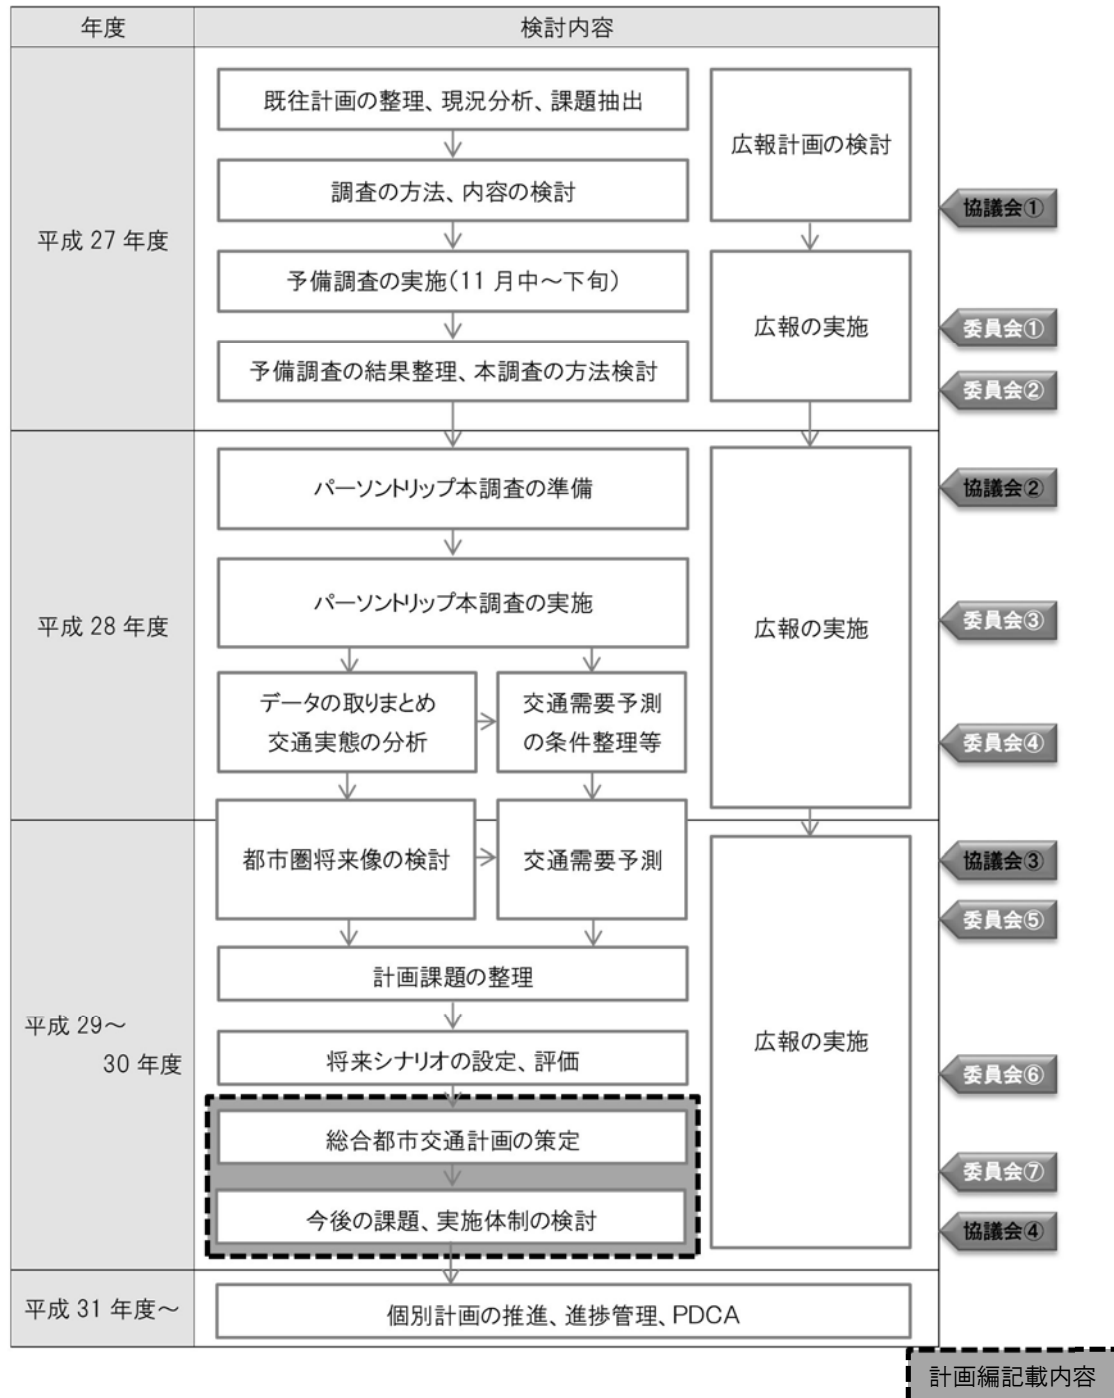 年度
検討内容
平成 27 年度
既往計画の整理、現況分析、課題抽出
調査の方法、内容の検討
予備調査の実施(11 月中～下旬)
予備調査の結果整理、本調査の方法検討
広報計画の検討
広報の実施
協議会①
委員会①
委員会②
平成 28 年度
パーソントリップ本調査の準備
パーソントリップ本調査の実施
データの取りまとめ
交通実態の分析
交通需要予測
の条件整理等
広報の実施
協議会②
委員会③
委員会④
平成 29～
30 年度
都市圏将来像の検討
交通需要予測
計画課題の整理
将来シナリオの設定、評価
総合都市交通計画の策定
今後の課題、実施体制の検討
広報の実施
協議会③
委員会⑤
委員会⑥
委員会⑦
協議会④
平成 31 年度～
個別計画の推進、進捗管理、PDCA
計画編記載内容